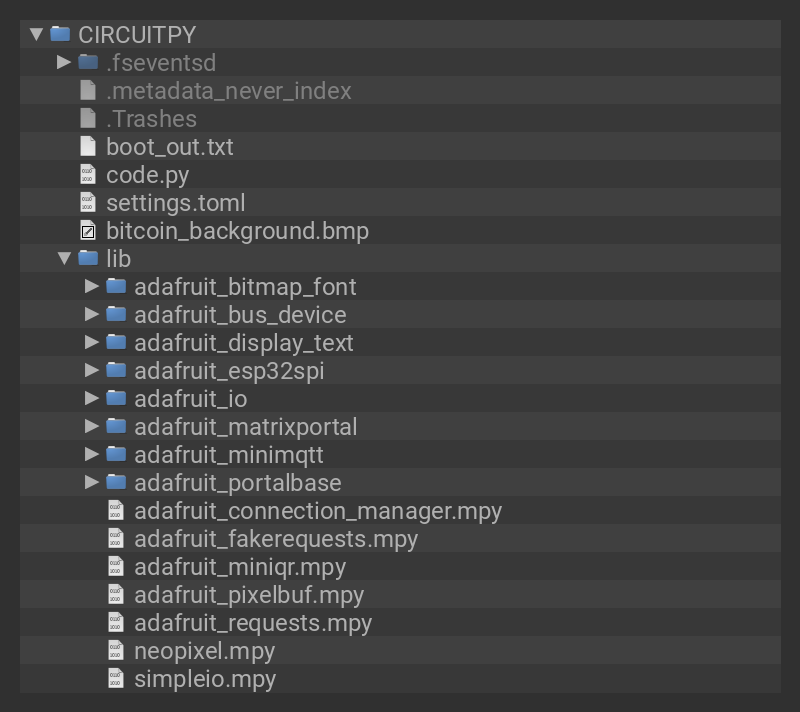 CIRCUITPY
.fseventsd
.metadata_never_index
.Trashes
boot_out.txt
code.py
settings.toml
bitcoin_background.bmp
lib
adafruit_bitmap_font
adafruit_bus_device
adafruit_display_text
adafruit_esp32spi
adafruit_io
adafruit_matrixportal
adafruit_minimqtt
adafruit_portalbase
adafruit_connection_manager.mpy
adafruit_fakerequests.mpy
adafruit_miniqr.mpy
adafruit_pixelbuf.mpy
adafruit_requests.mpy
neopixel.mpy
simpleio.mpy